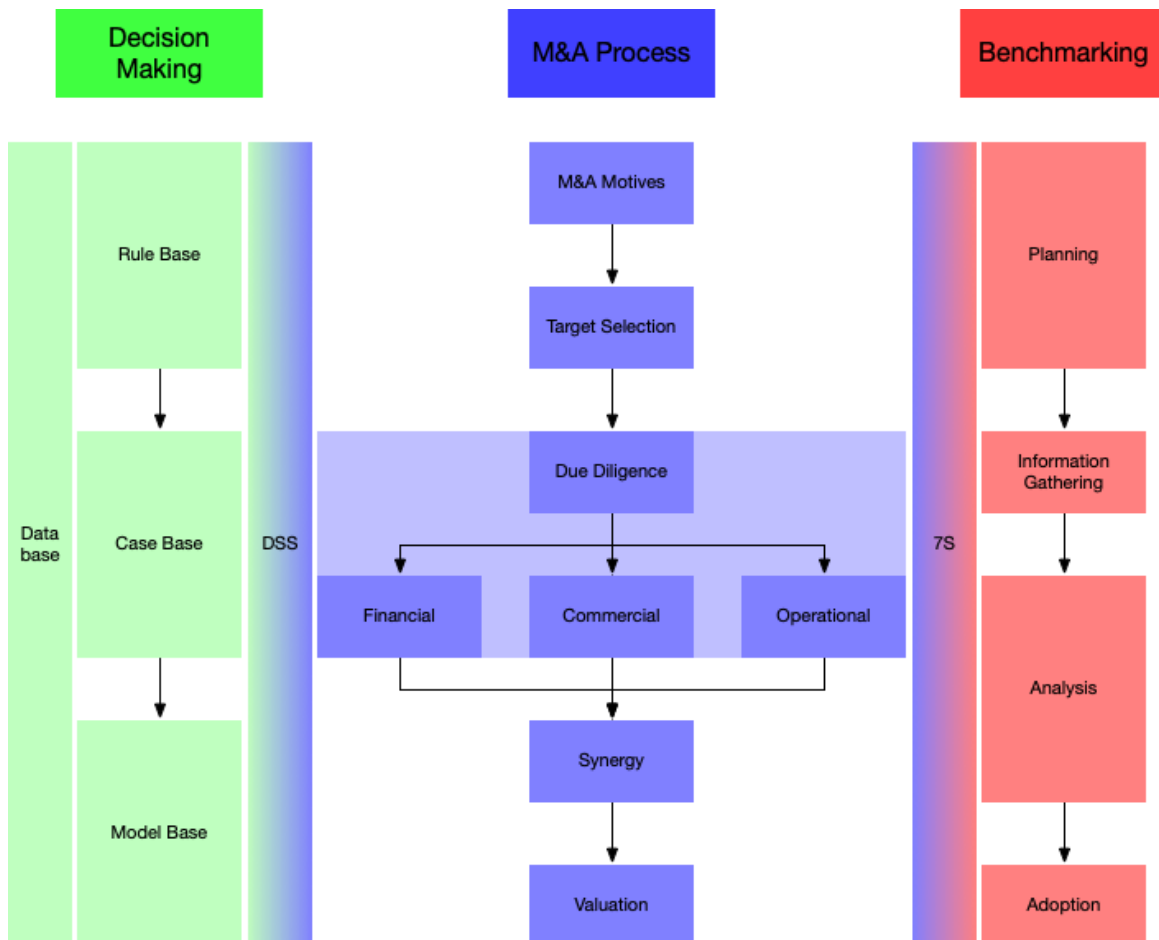 Decision
Making
M&A Process
Benchmarking
M&A Motives
Rule Base
Planning
Target Selection
Due Diligence
Information
Gathering
Data
base
Case Base
DSS
7S
Financial
Commercial
Operational
Analysis
Synergy
Model Base
Valuation
Adoption